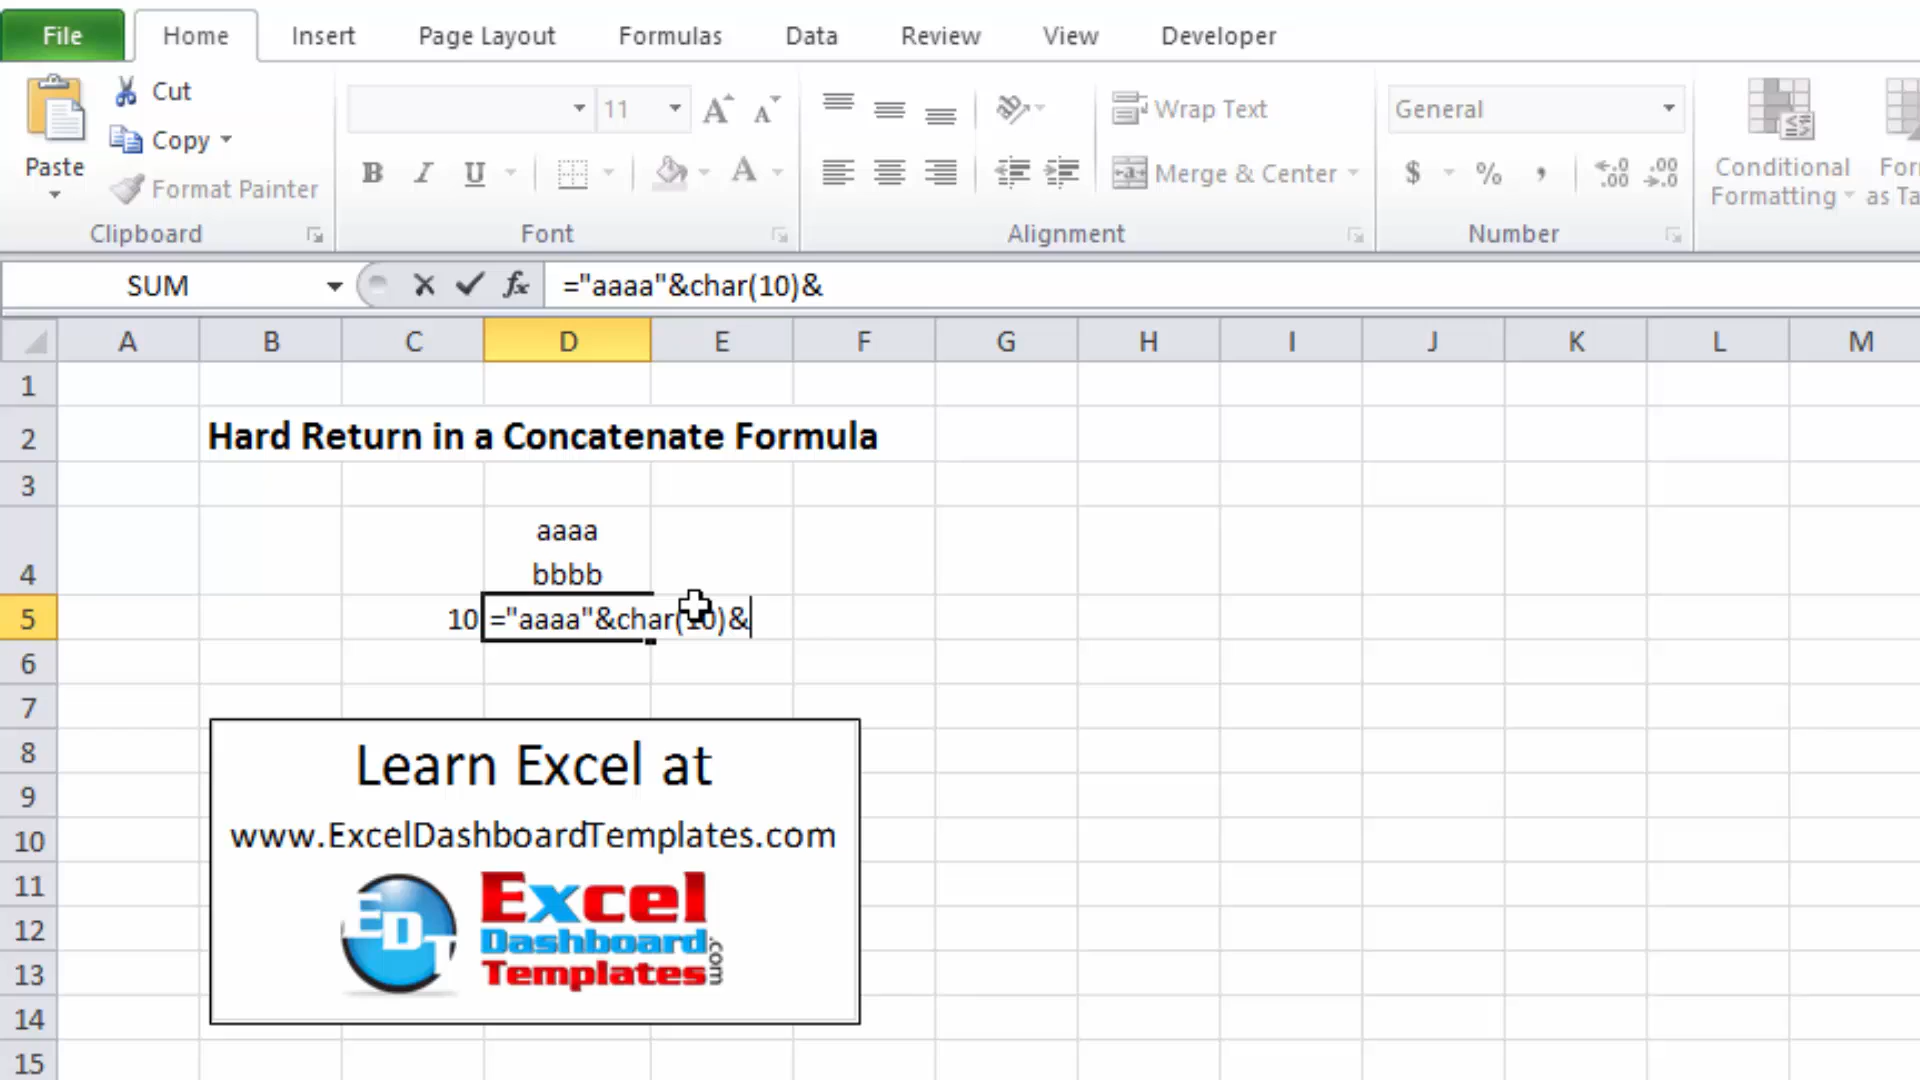 File Home Insert Page Layout Formulas Data Review View Developer
Cut
Copy
Paste
Format Painter
11
Wrap Text
Merge & Center
General
$ % ,
Conditional
Formatting
For
as Ta
Clipboard Font Alignment Number
SUM ="aaaa"&char(10)&
A B C D E F G H I J K L M
1
2 Hard Return in a Concatenate Formula
3
aaaa
4 bbbb
5 10 ="aaaa"&char(10)&
6
7
8
9
10
11
12
13
14
15
Learn Excel at
www.ExcelDashboardTemplates.com
EDT
Excel
Dashboard
Templates
.com